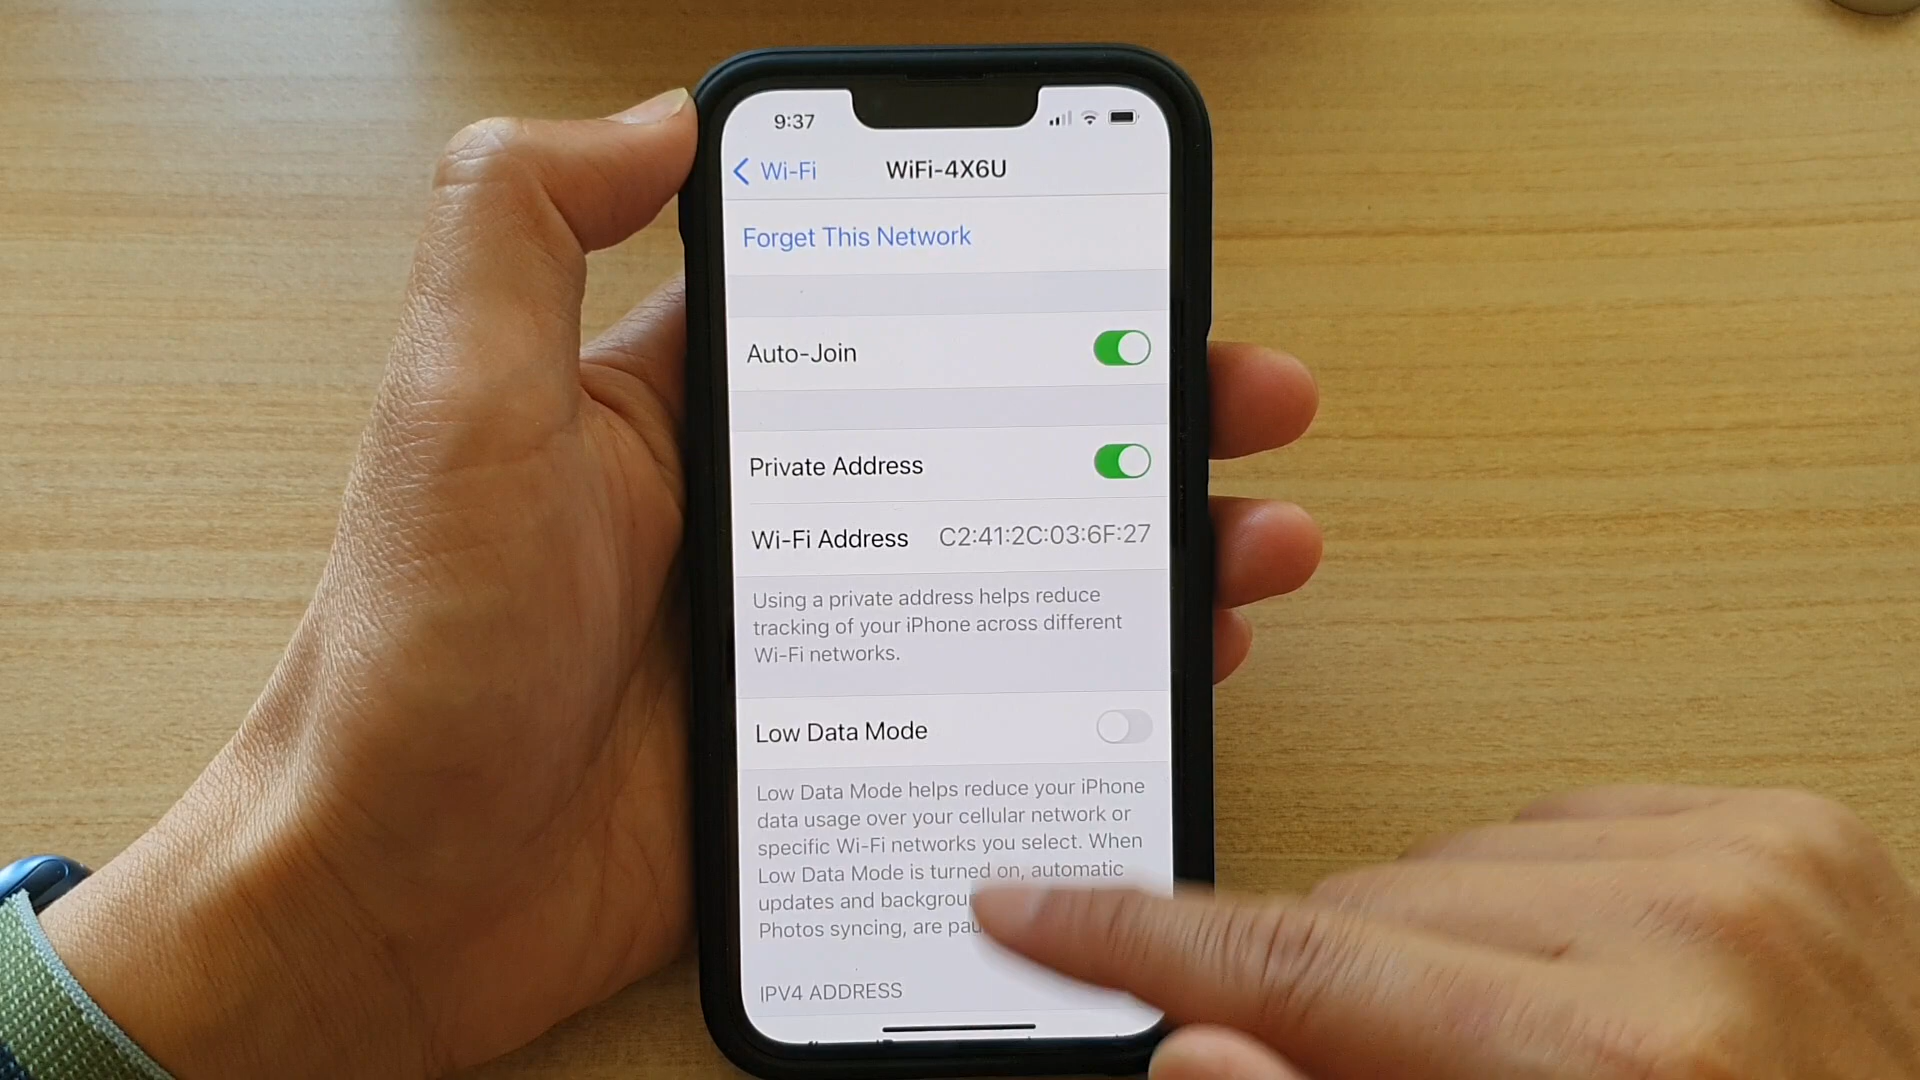 9:37
Wi-Fi WiFi-4X6U
Forget This Network
Auto-Join
Private Address
Wi-Fi Address C2:41:2C:03:6F:27
Using a private address helps reduce
tracking of your iPhone across different
Wi-Fi networks.
Low Data Mode
Low Data Mode helps reduce your iPhone
data usage over your cellular network or
specific Wi-Fi networks you select. When
Low Data Mode is turned on, automatic
updates and
Photos syncing, are
IPV4 ADDRESS